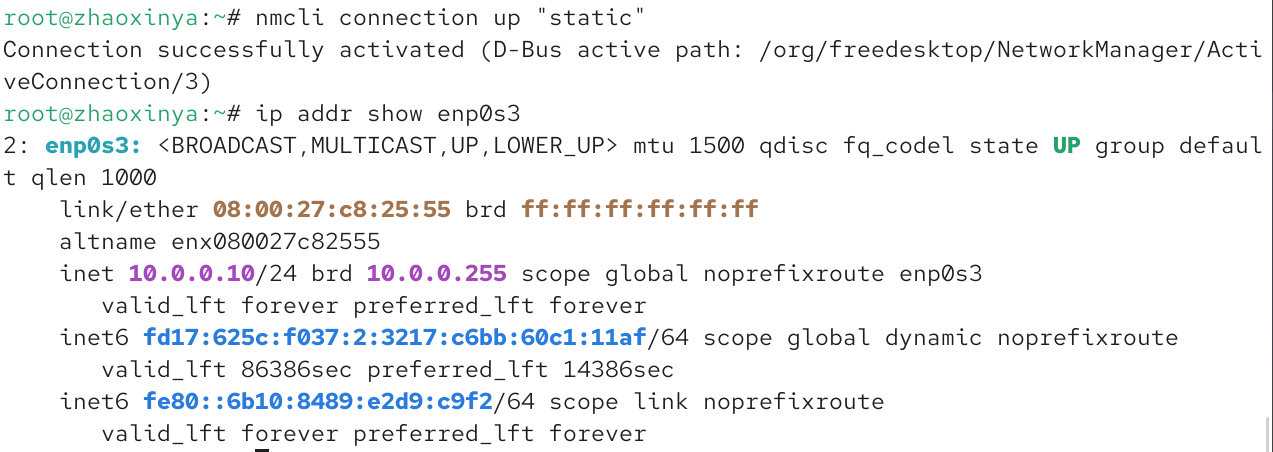 root@zhaoxinya:~# nmcli connection up "static"
Connection successfully activated (D-Bus active path: /org/freedesktop/NetworkManager/Acti
veConnection/3)
root@zhaoxinya:~# ip addr show enp0s3
2: enp0s3: <BROADCAST,MULTICAST,UP,LOWER_UP> mtu 1500 qdisc fq_codel state UP group defaul
t qlen 1000
    link/ether 08:00:27:c8:25:55 brd ff:ff:ff:ff:ff:ff
    altname enx080027c82555
    inet 10.0.0.10/24 brd 10.0.0.255 scope global noprefixroute enp0s3
       valid_lft forever preferred_lft forever
    inet6 fd17:625c:f037:2:3217:c6bb:60c1:11af/64 scope global dynamic noprefixroute
       valid_lft 86386sec preferred_lft 14386sec
    inet6 fe80::6b10:8489:e2d9:c9f2/64 scope link noprefixroute
       valid_lft forever preferred_lft forever